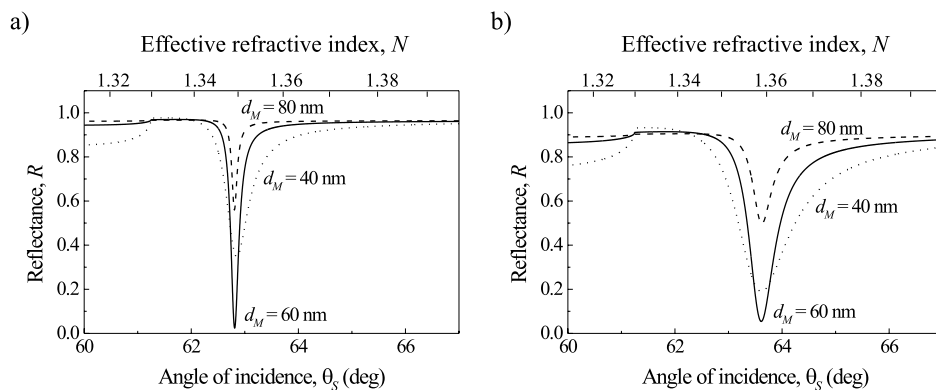 a)
Effective refractive index, N
1.32 1.34 1.36 1.38
1.0
0.8
0.6
0.4
0.2
0.0
Reflectance, R
d_M = 80 nm
d_M = 40 nm
d_M = 60 nm
60 62 64 66
Angle of incidence, θ_S (deg)
b)
Effective refractive index, N
1.32 1.34 1.36 1.38
1.0
0.8
0.6
0.4
0.2
0.0
Reflectance, R
d_M = 80 nm
d_M = 40 nm
d_M = 60 nm
60 62 64 66
Angle of incidence, θ_S (deg)